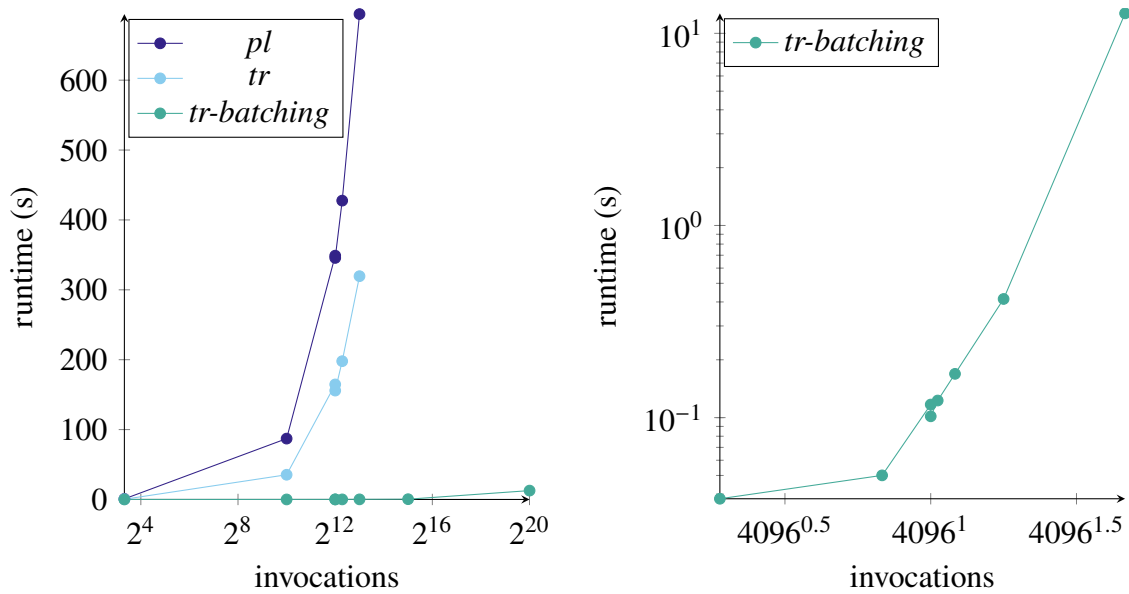 pl
tr
tr-batching
600
500
400
300
200
100
0
runtime (s)
2^4 2^8 2^12 2^16 2^20
invocations
tr-batching
10^1
10^0
10^−1
runtime (s)
4096^0.5 4096^1 4096^1.5
invocations